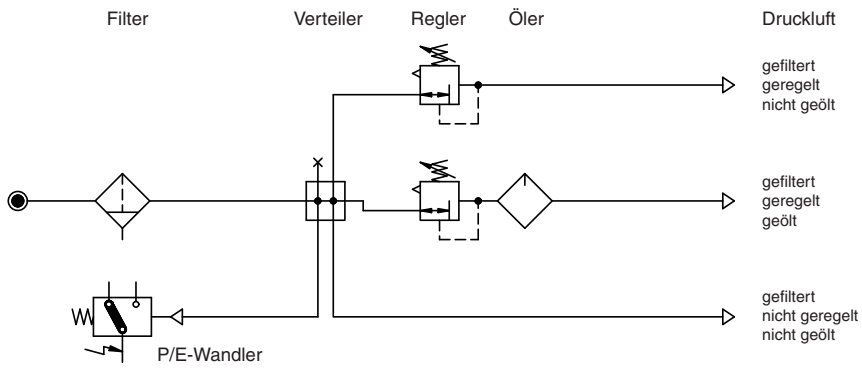 Filter
Verteiler
Regler
Öler
Druckluft
gefiltert
geregelt
nicht geölt
gefiltert
geregelt
geölt
gefiltert
nicht geregelt
nicht geölt
P/E-Wandler